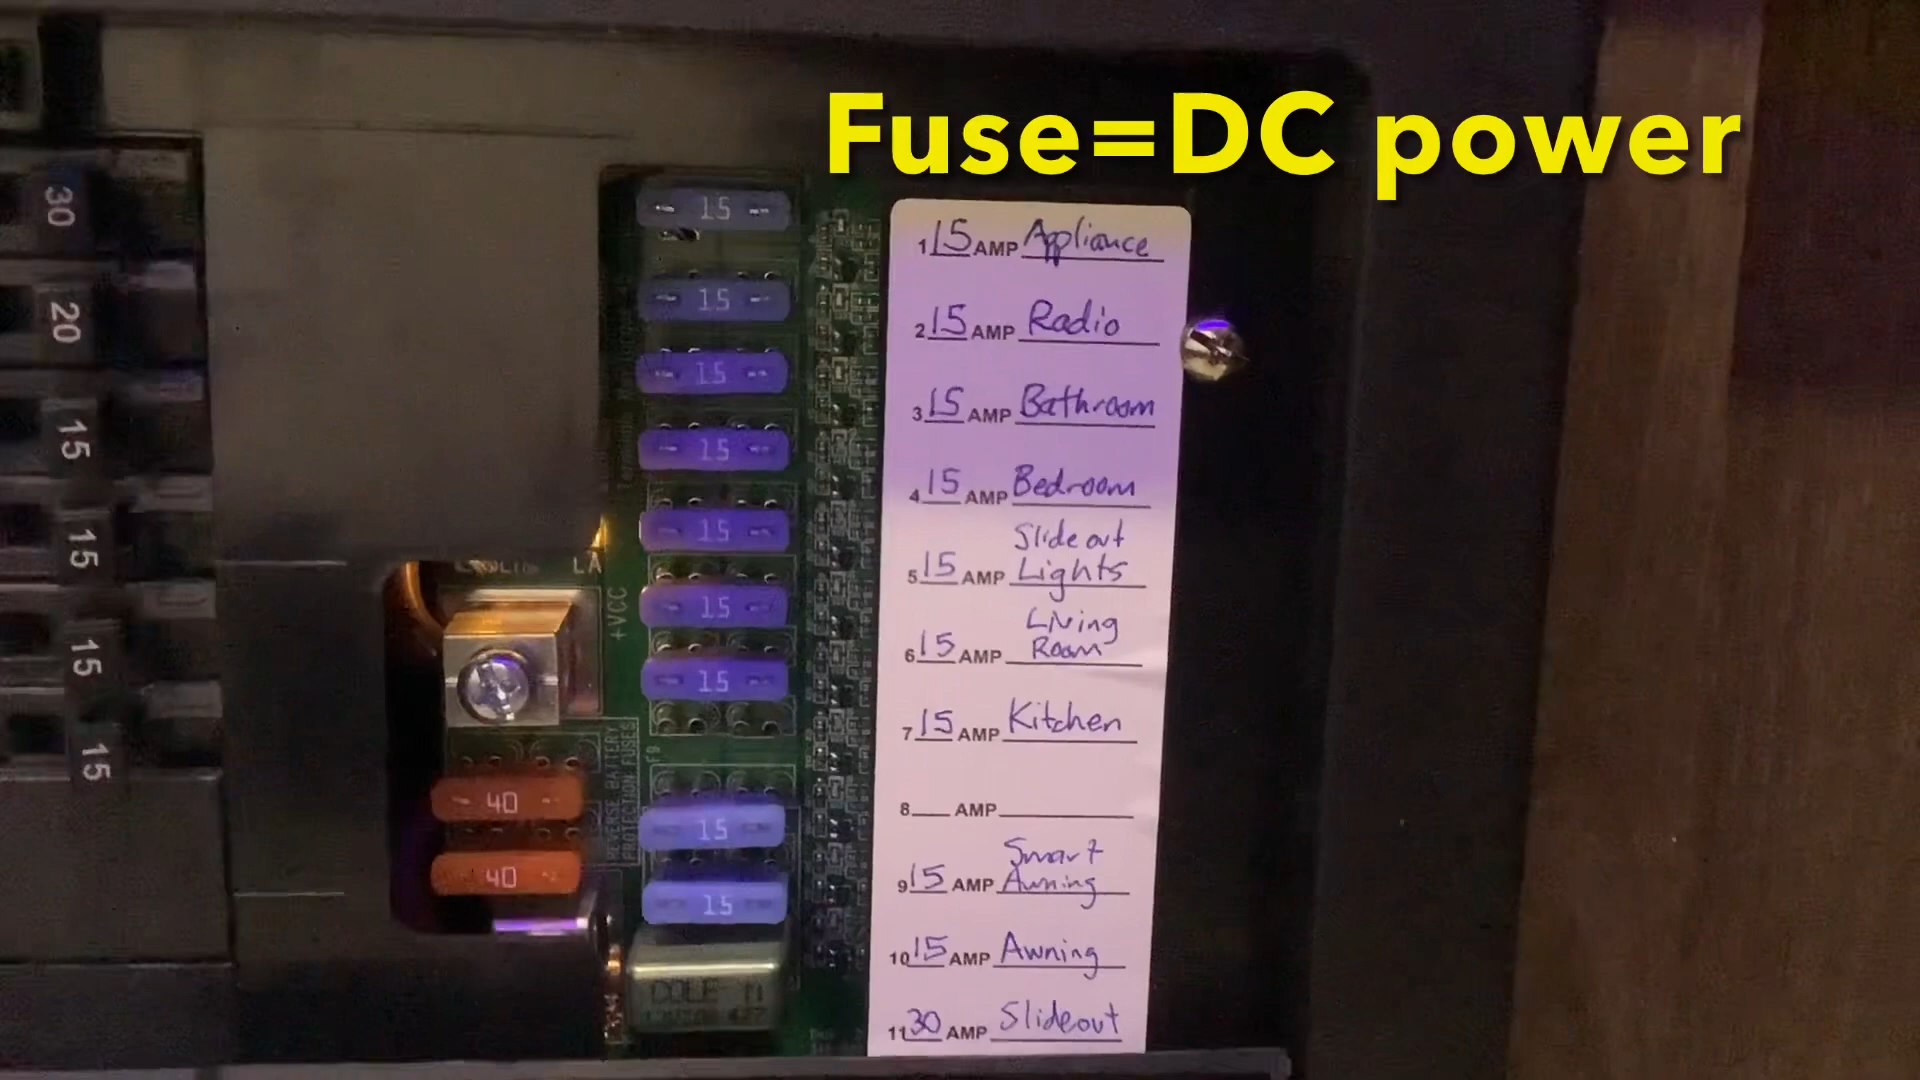 Fuse=DC power
30
20
15
15
15
15
15
15
15
15
15
15
15
15
15
40
40
+VCC
REVERSE BATTERY
PROTECTION FUSES
F9
1 15 AMP Appliance
2 15 AMP Radio
3 15 AMP Bathroom
4 15 AMP Bedroom
Slideout
5 15 AMP Lights
Living
6 15 AMP Room
7 15 AMP Kitchen
8 AMP
Smart
9 15 AMP Awning
10 15 AMP Awning
11 30 AMP Slideout